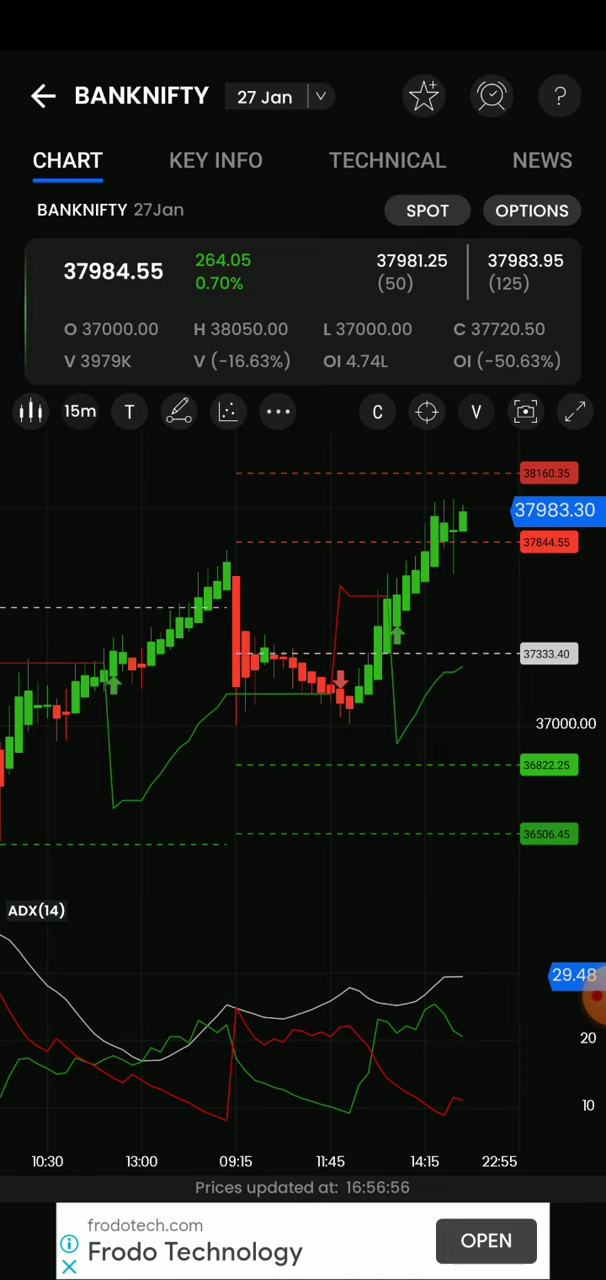 BANKNIFTY 27 Jan ?
CHART KEY INFO TECHNICAL NEWS
BANKNIFTY 27Jan SPOT OPTIONS
37984.55 264.05 0.70% 37981.25 (50) 37983.95 (125)
O 37000.00 H 38050.00 L 37000.00 C 37720.50
V 3979K V (-16.63%) OI 4.74L OI (-50.63%)
15m T C V
38160.35
37983.30
37844.55
37333.40
37000.00
36822.25
36506.45
ADX(14)
29.48
20
10
10:30 13:00 09:15 11:45 14:15 22:55
Prices updated at: 16:56:56
frodotech.com
Frodo Technology OPEN